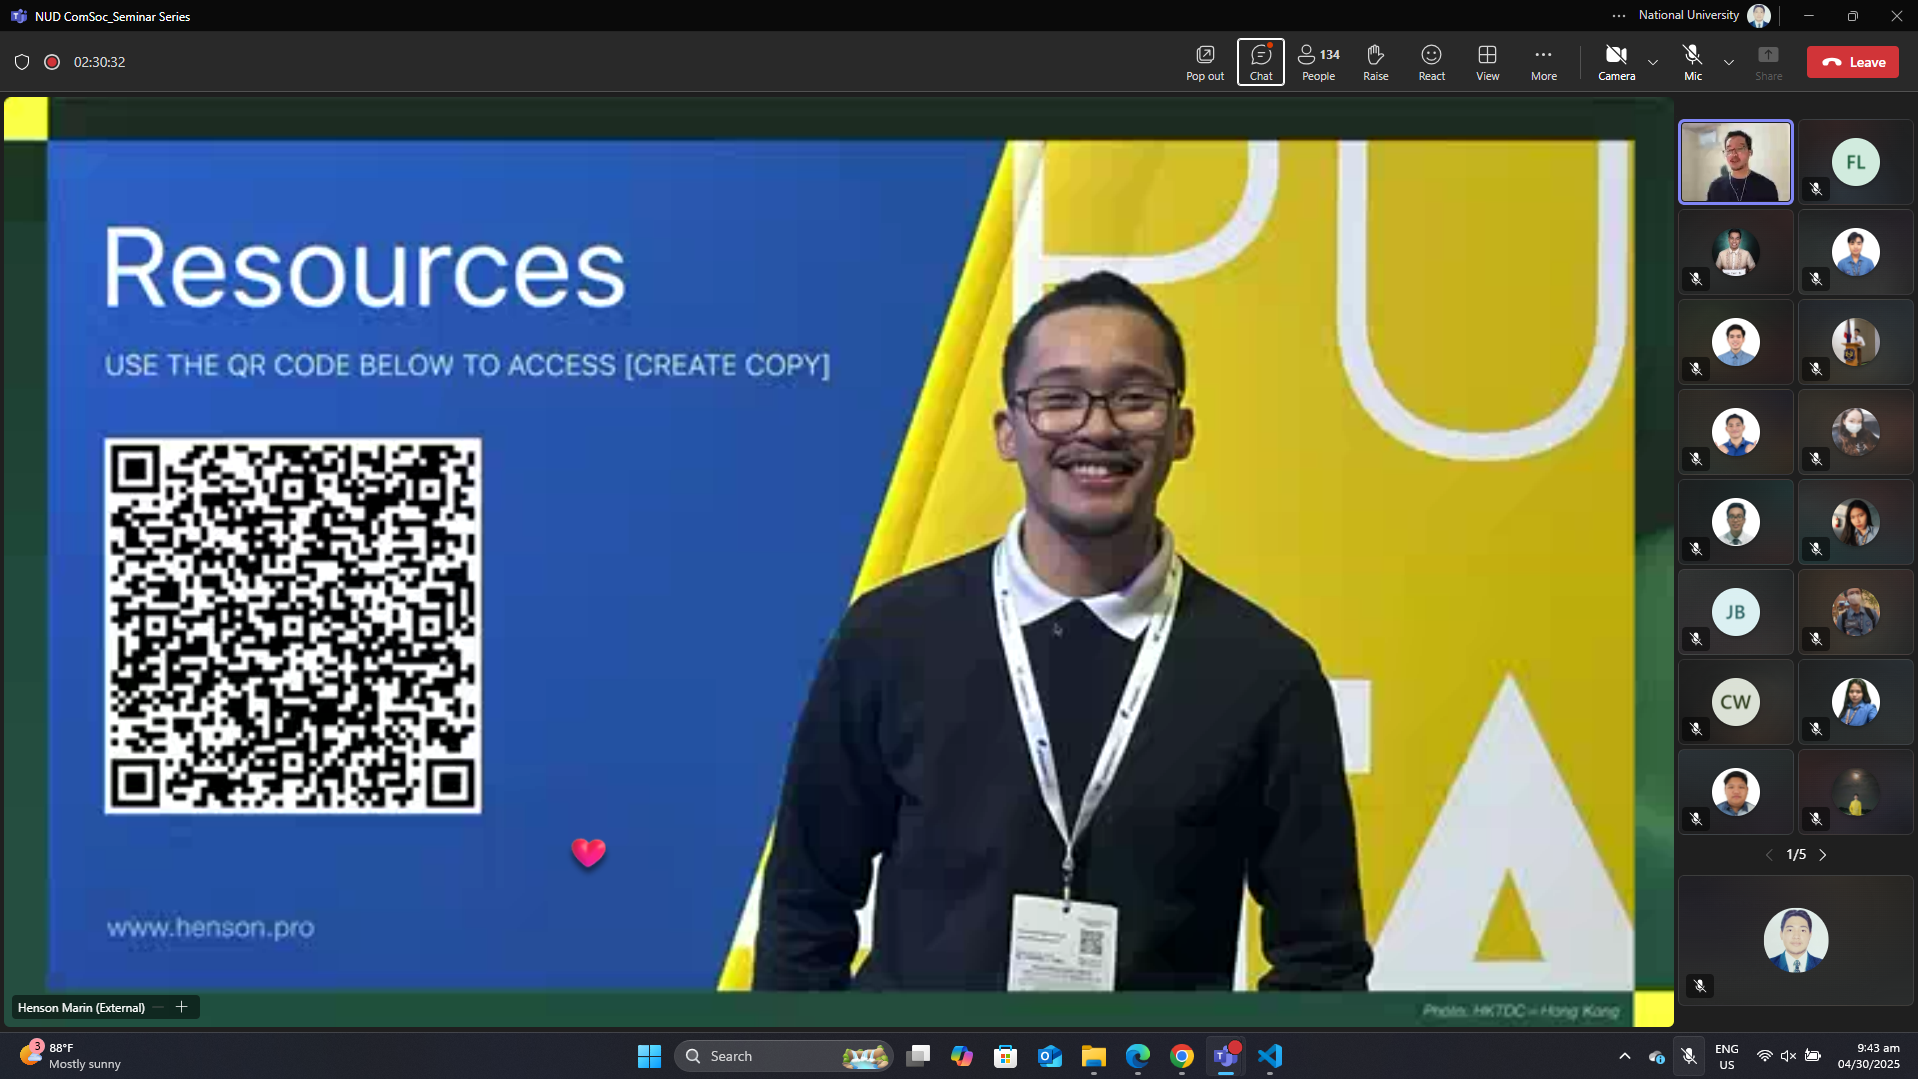 NUD ComSoc_Seminar Series
National University
02:30:32
Pop out
Chat
134
People
Raise
React
View
More
Camera
Mic
Share
Leave
Resources
USE THE QR CODE BELOW TO ACCESS [CREATE COPY]
www.henson.pro
Photo: HKTDC – Hong Kong
Henson Marin (External)
FL
JB
CW
1/5
3
88°F
Mostly sunny
Search
ENG
US
9:43 am
04/30/2025